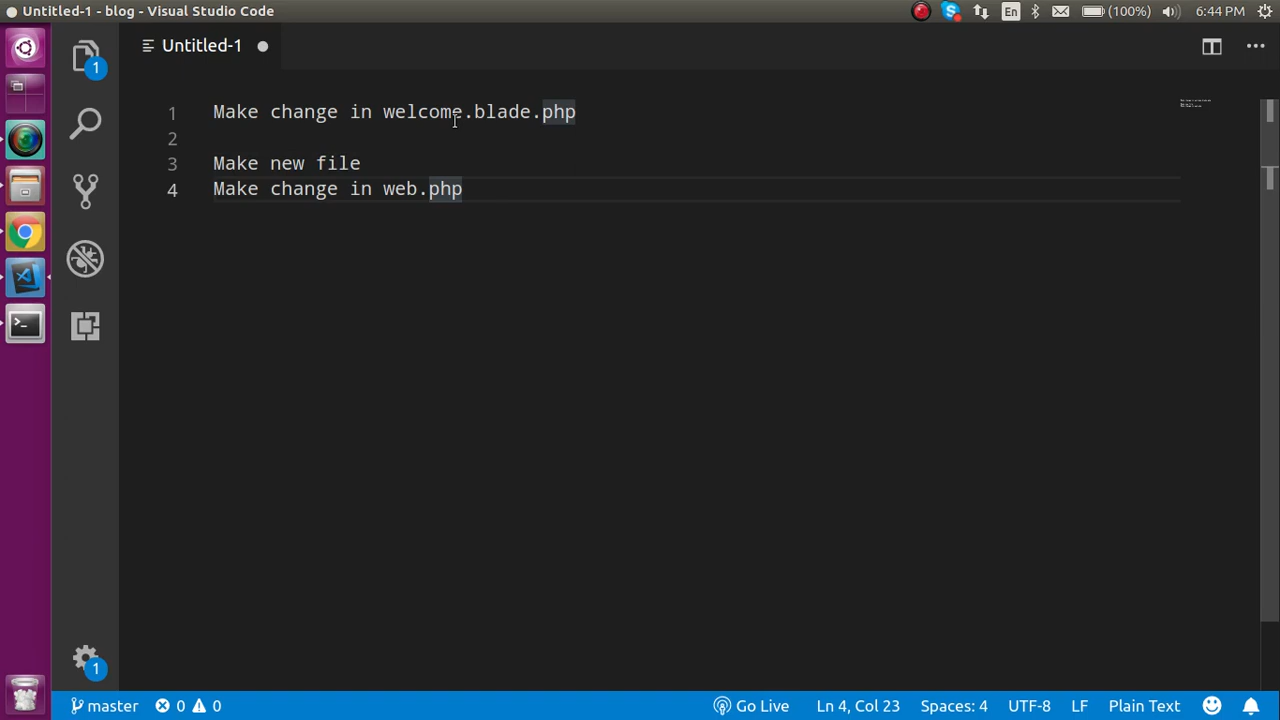 Untitled-1 - blog - Visual Studio Code
En
(100%)
6:44 PM
1
Untitled-1
1 Make change in welcome.blade.php
2
3 Make new file
4 Make change in web.php
1
master
0 0
Go Live
Ln 4, Col 23
Spaces: 4
UTF-8
LF
Plain Text